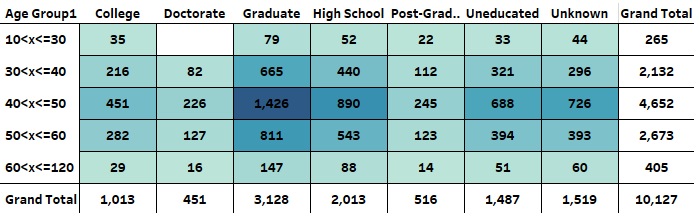 Age Group1 College Doctorate Graduate High School Post-Grad.. Uneducated Unknown Grand Total
10<x<=30 35 79 52 22 33 44 265
30<x<=40 216 82 665 440 112 321 296 2,132
40<x<=50 451 226 1,426 890 245 688 726 4,652
50<x<=60 282 127 811 543 123 394 393 2,673
60<x<=120 29 16 147 88 14 51 60 405
Grand Total 1,013 451 3,128 2,013 516 1,487 1,519 10,127